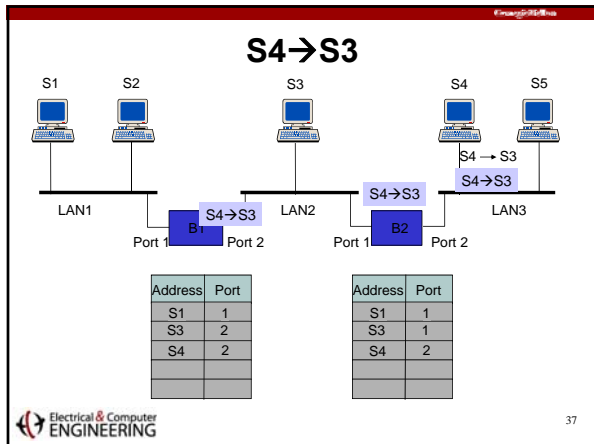 Carnegie Mellon
S4→S3
S1 S2 S3 S4 S5
S4 → S3
S4→S3 S4→S3 S4→S3
LAN1 LAN2 LAN3
B1 B2
Port 1 Port 2 Port 1 Port 2
Address Port Address Port
S1 1 S1 1
S3 2 S3 1
S4 2 S4 2
Electrical & Computer
ENGINEERING
37